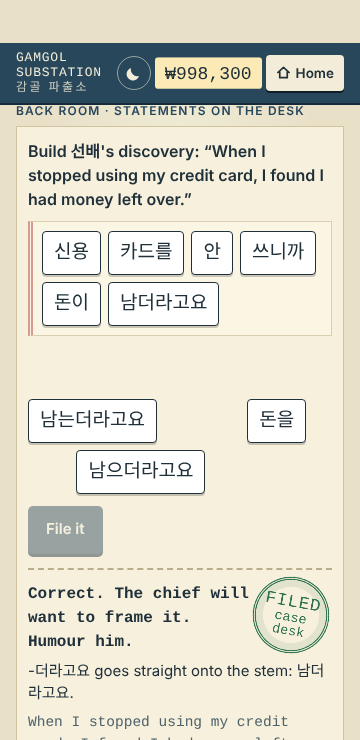 GAMGOL
SUBSTATION
감골 파출소
₩998,300
Home
BACK ROOM · STATEMENTS ON THE DESK
Build 선배's discovery: “When I
stopped using my credit card, I found I
had money left over.”
신용 카드를 안 쓰니까
돈이 남더라고요
남는더라고요 돈을
남으더라고요
File it
Correct. The chief will
want to frame it.
Humour him.
FILED
case
desk
-더라고요 goes straight onto the stem: 남더
라고요.
When I stopped using my credit